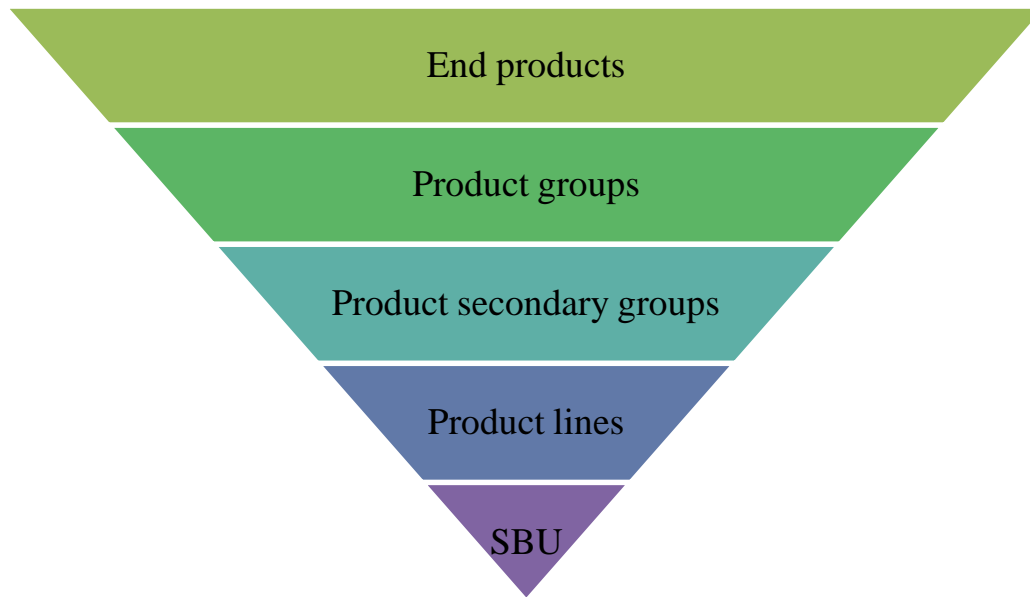 End products
Product groups
Product secondary groups
Product lines
SBU